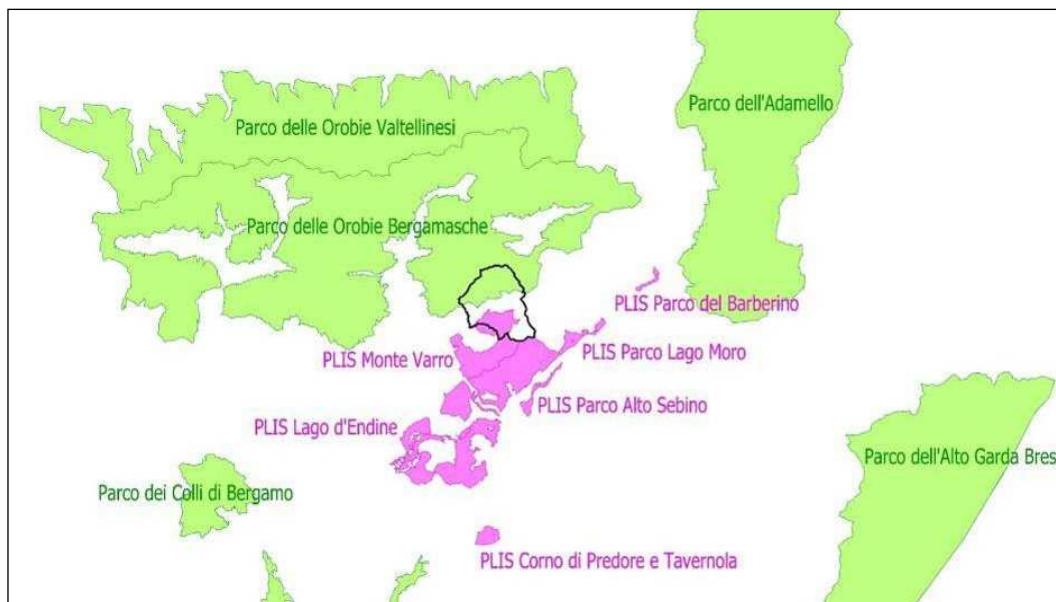 Parco dell'Adamello
Parco delle Orobie Valtellinesi
Parco delle Orobie Bergamasche
PLIS Parco del Barberino
PLIS Monte Varro
PLIS Parco Lago Moro
PLIS Parco Alto Sebino
PLIS Lago d'Endine
Parco dell'Alto Garda Bres
Parco dei Colli di Bergamo
PLIS Corno di Predore e Tavernola